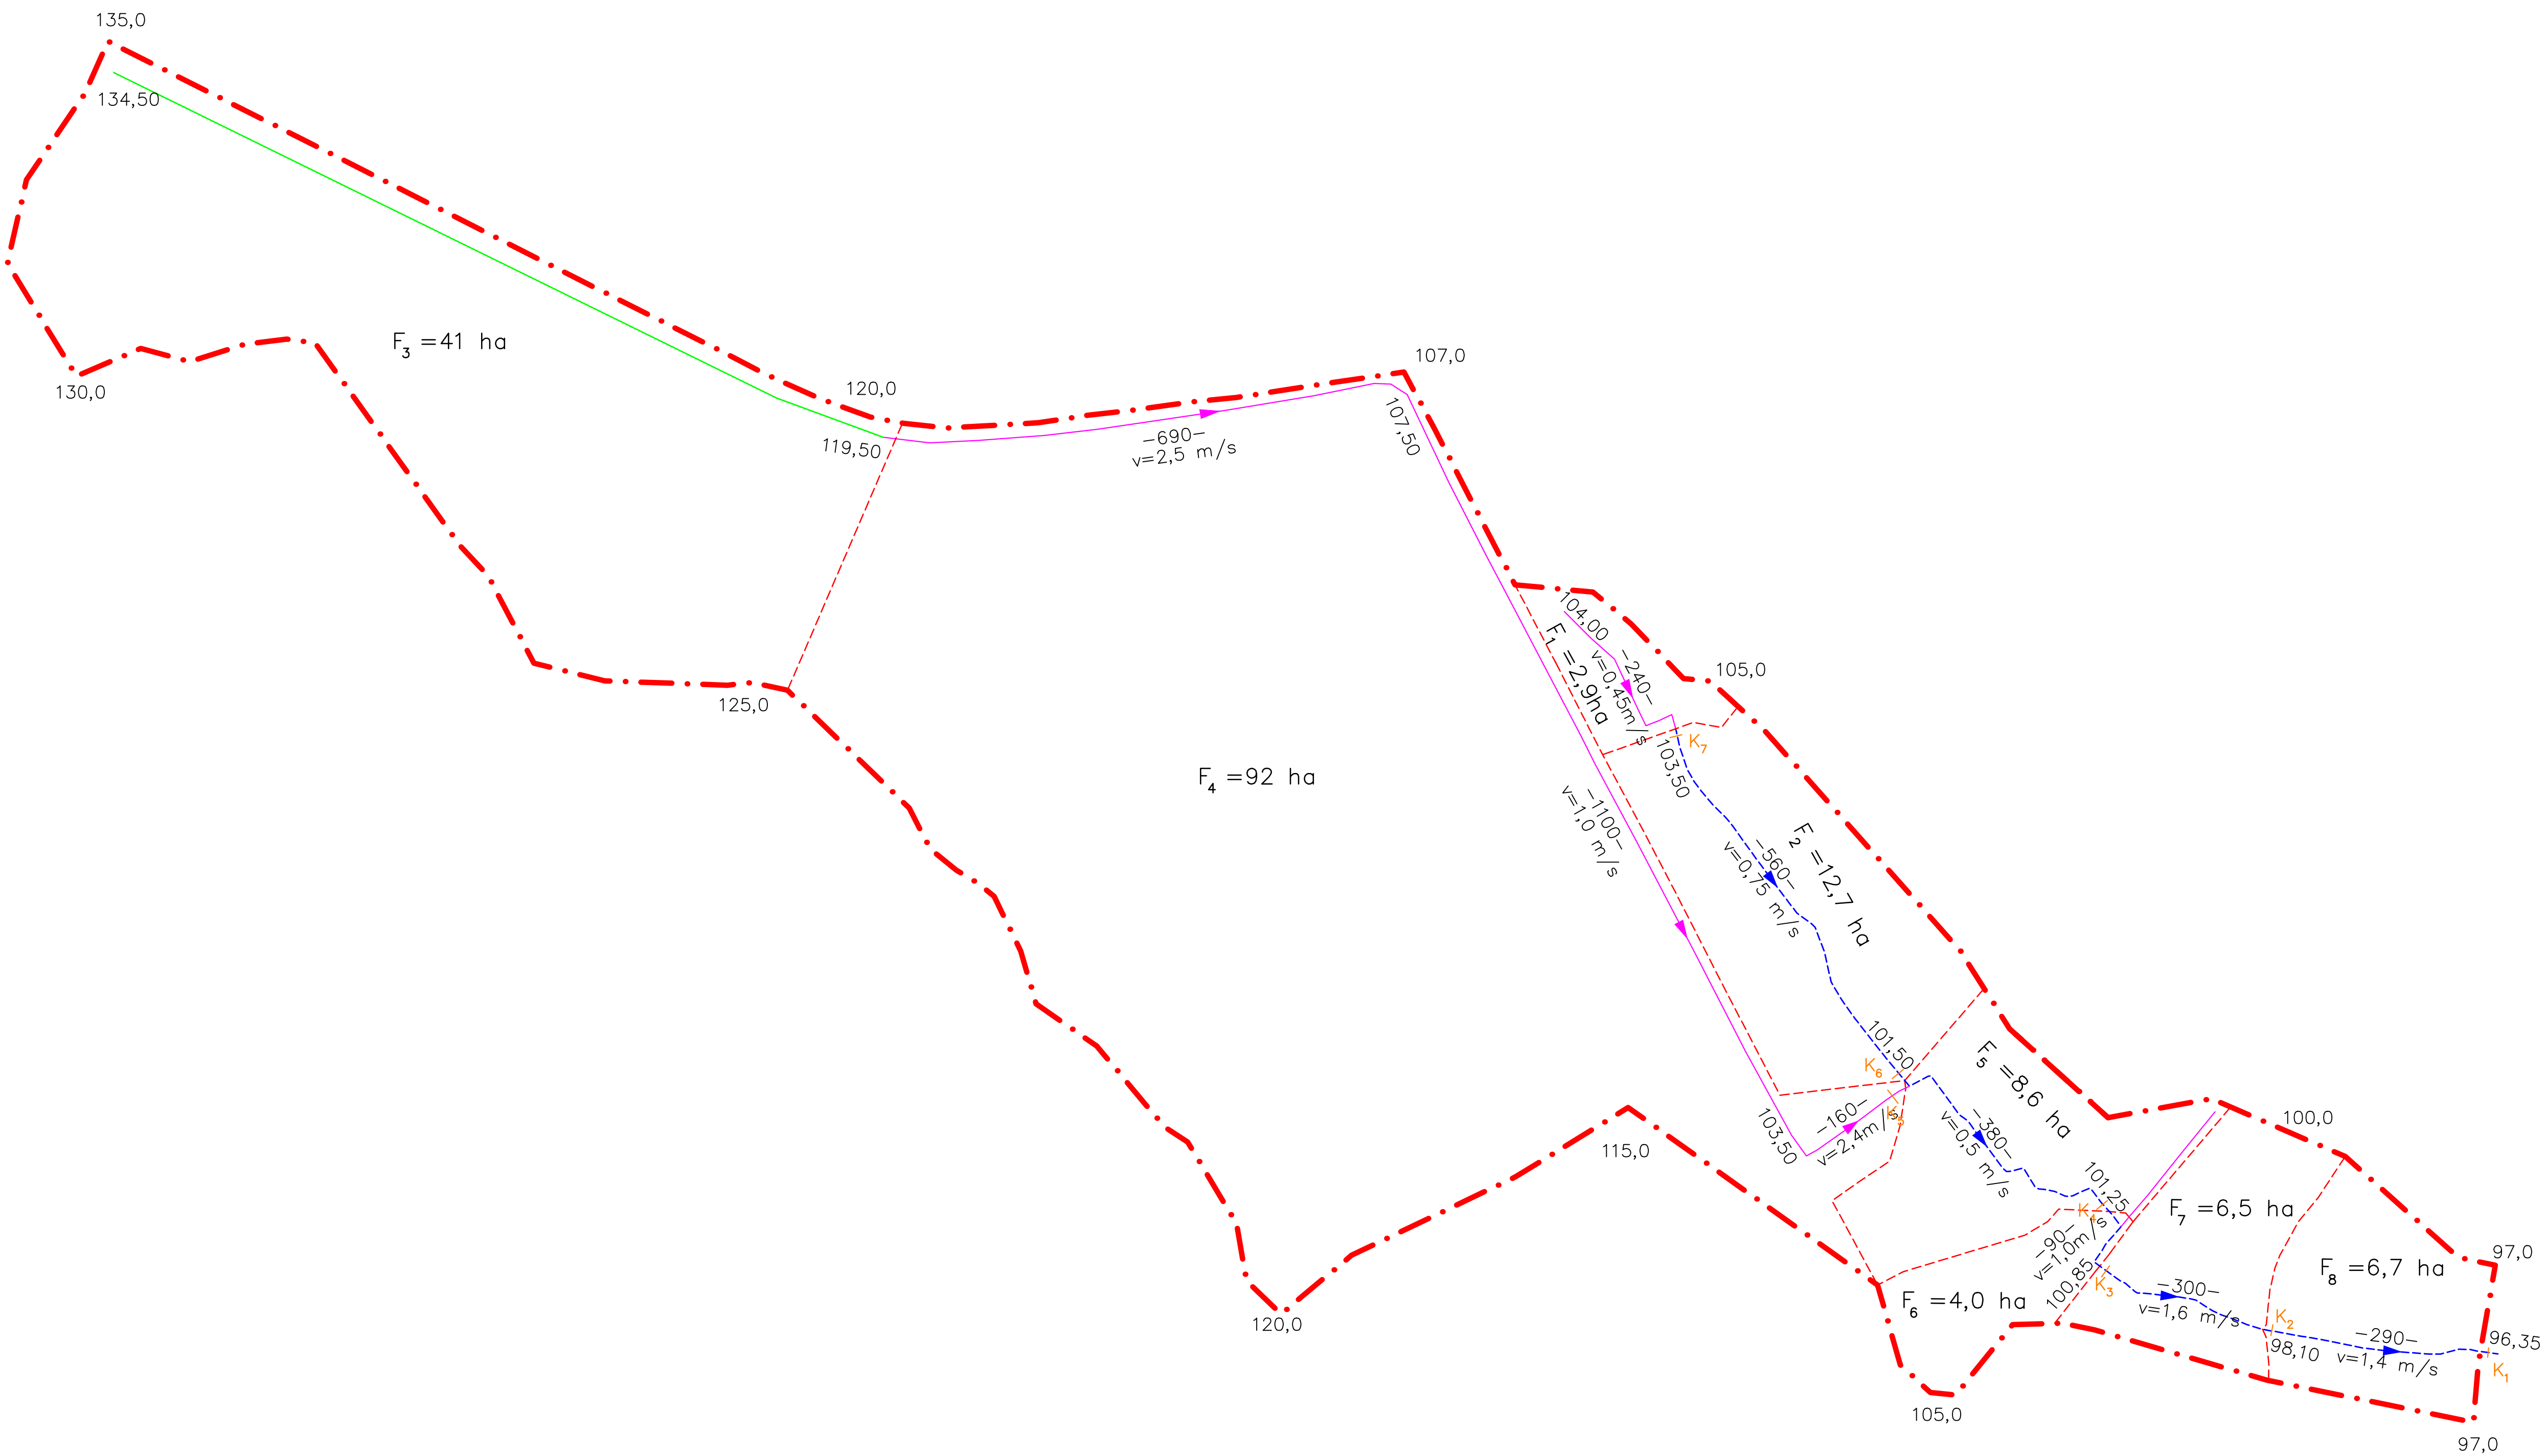 135,0
134,50
F3 =41 ha
130,0
120,0
119,50
107,0
-690-
v=2,5 m/s
107,50
125,0
F4 =92 ha
104,00
F1 =2,9ha
-240-
v=0,45m/s
105,0
K7
103,50
-1100-
v=1,0 m/s
F2 =12,7 ha
-560-
v=0,75 m/s
101,50
K6
K5
-160-
v=2,4m/s
103,50
F5 =8,6 ha
-380-
v=0,5 m/s
101,25
K4
100,0
115,0
F7 =6,5 ha
-90-
v=1,0m/s
100,85
K3
97,0
F8 =6,7 ha
F6 =4,0 ha
-300-
v=1,6 m/s
K2
98,10
-290-
v=1,4 m/s
96,35
K1
120,0
105,0
97,0